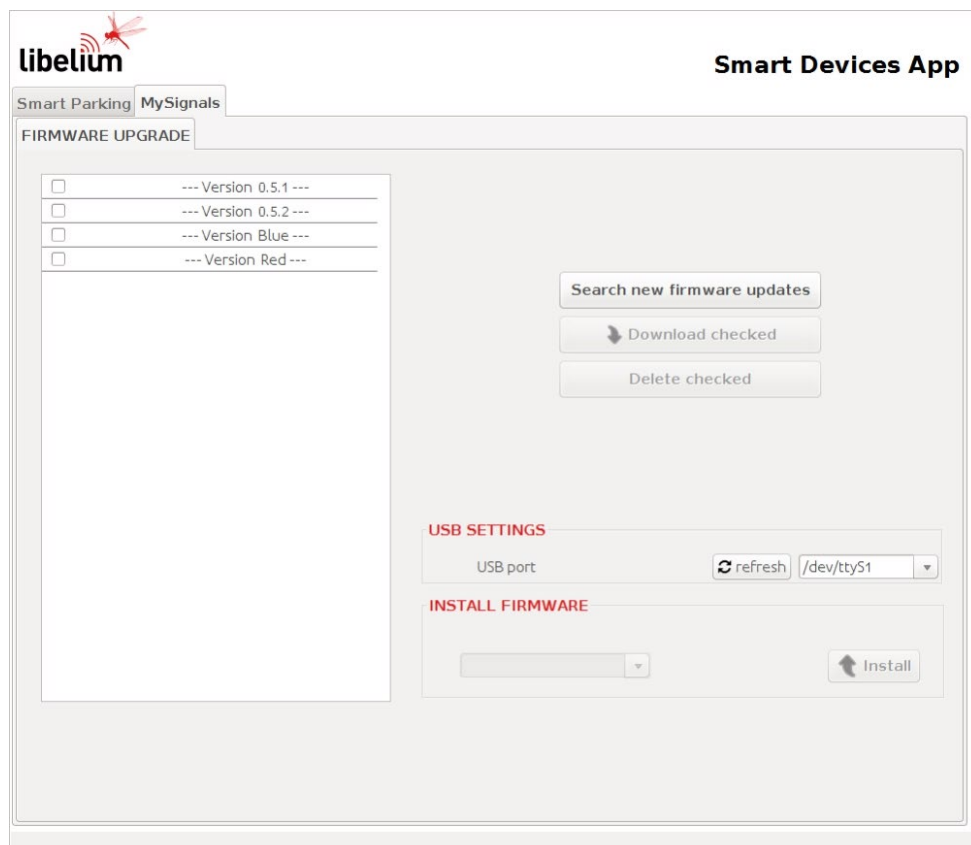 libelium
Smart Devices App
Smart Parking MySignals
FIRMWARE UPGRADE
--- Version 0.5.1 ---
--- Version 0.5.2 ---
--- Version Blue ---
--- Version Red ---
Search new firmware updates
Download checked
Delete checked
USB SETTINGS
USB port refresh /dev/ttyS1
INSTALL FIRMWARE
Install